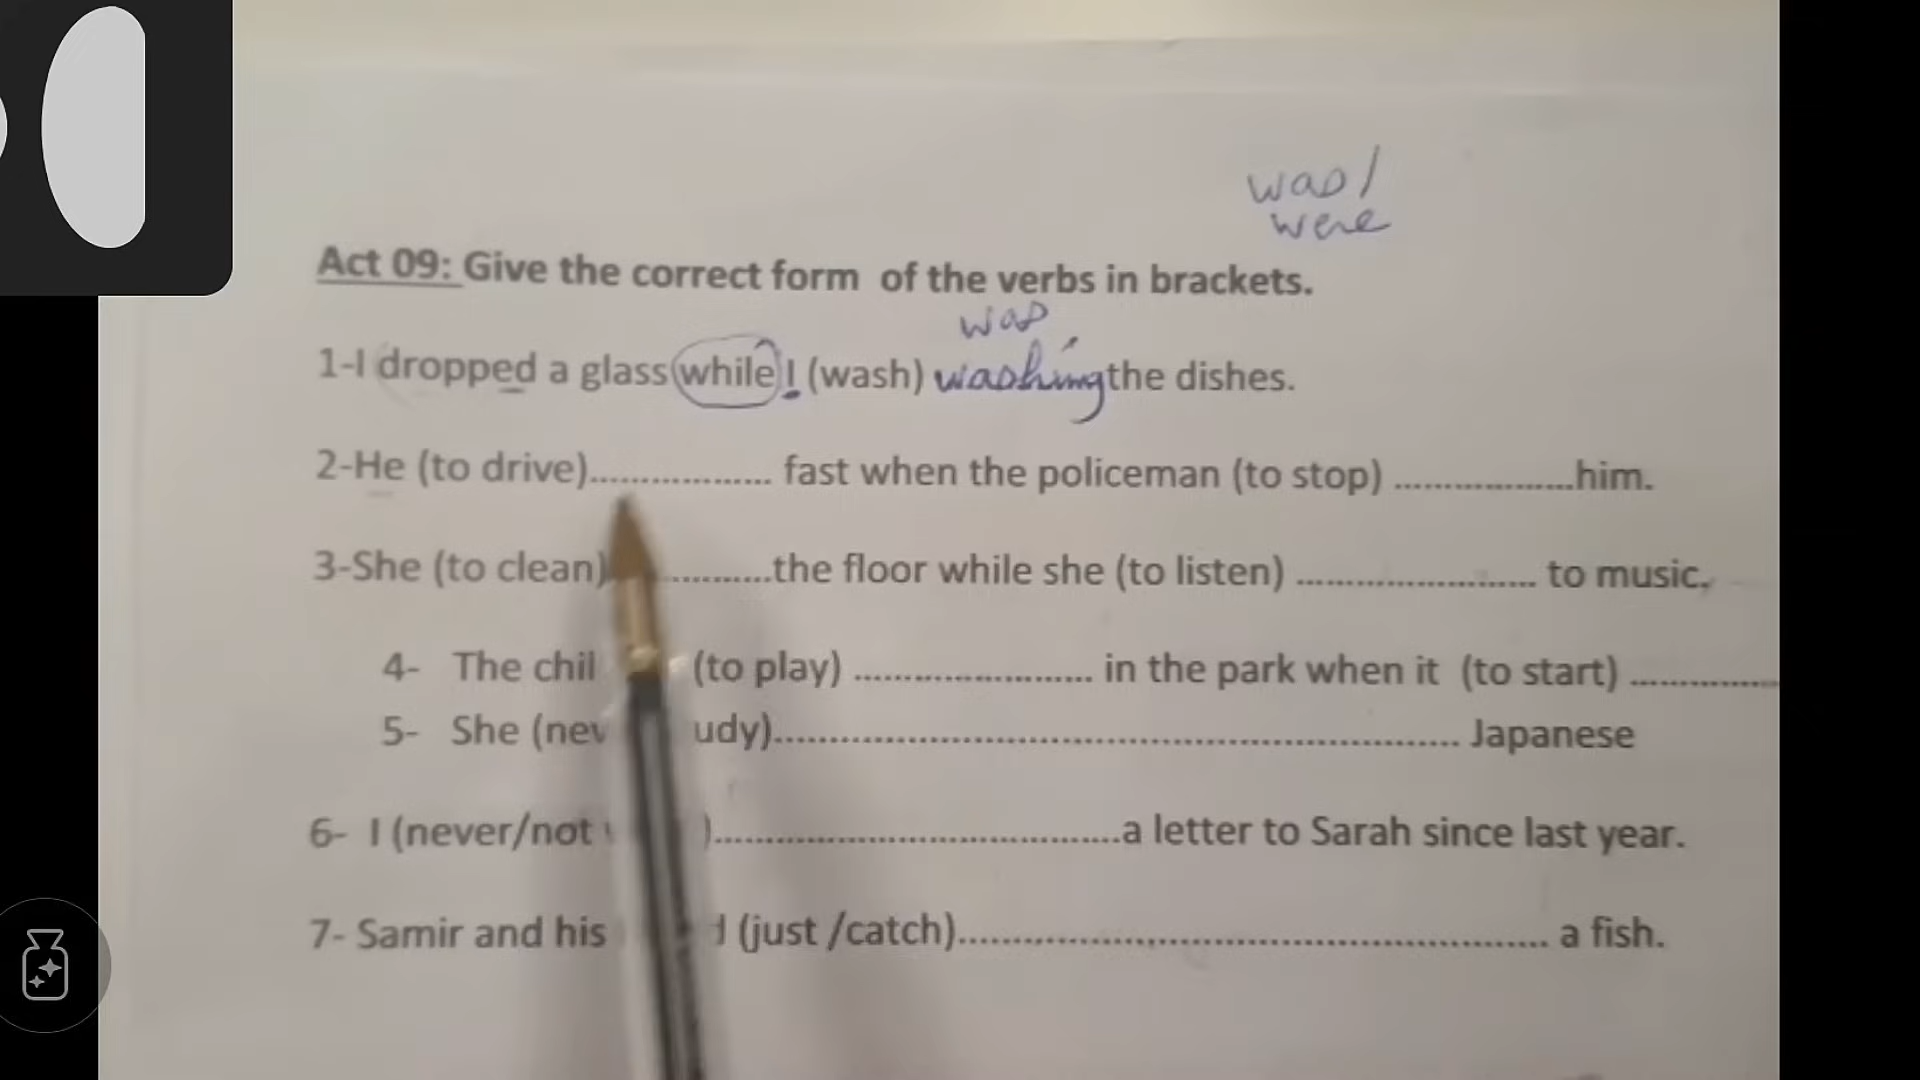 was/
were
Act 09: Give the correct form of the verbs in brackets.
was
1-I dropped a glass while I (wash) washing the dishes.
2-He (to drive).................. fast when the policeman (to stop) ..................him.
3-She (to clean) ...........the floor while she (to listen) ........................ to music.
4- The chil (to play) ........................ in the park when it (to start) ...............
5- She (nev udy)..................................................................... Japanese
6- I (never/not )........................................a letter to Sarah since last year.
7- Samir and his d (just /catch)........................................................... a fish.